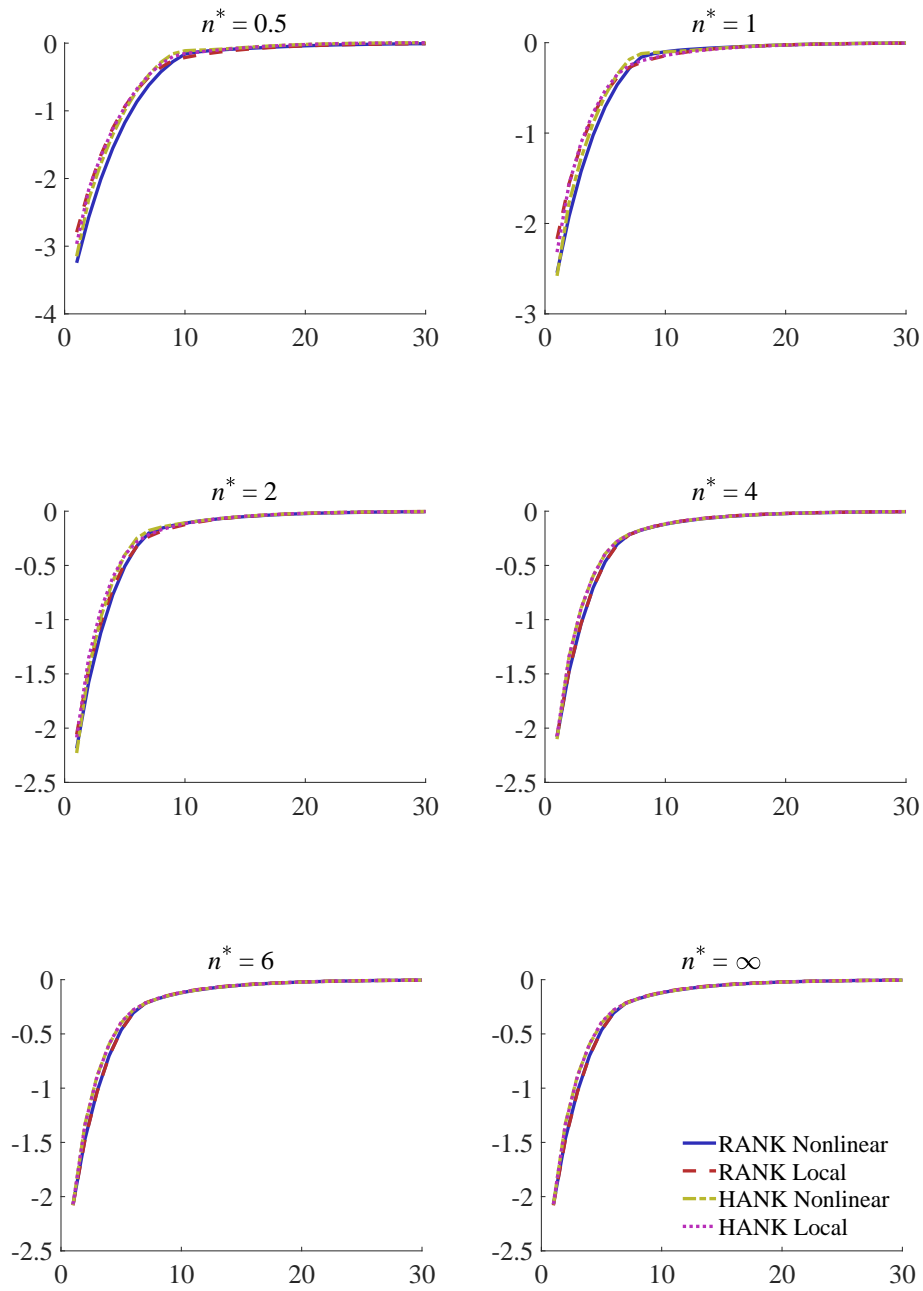 n* = 0.5
0
-1
-2
-3
-4
0 10 20 30
n* = 1
0
-1
-2
-3
0 10 20 30
n* = 2
0
-0.5
-1
-1.5
-2
-2.5
0 10 20 30
n* = 4
0
-0.5
-1
-1.5
-2
-2.5
0 10 20 30
n* = 6
0
-0.5
-1
-1.5
-2
-2.5
0 10 20 30
n* = ∞
0
-0.5
-1
-1.5
-2
-2.5
0 10 20 30
RANK Nonlinear
RANK Local
HANK Nonlinear
HANK Local